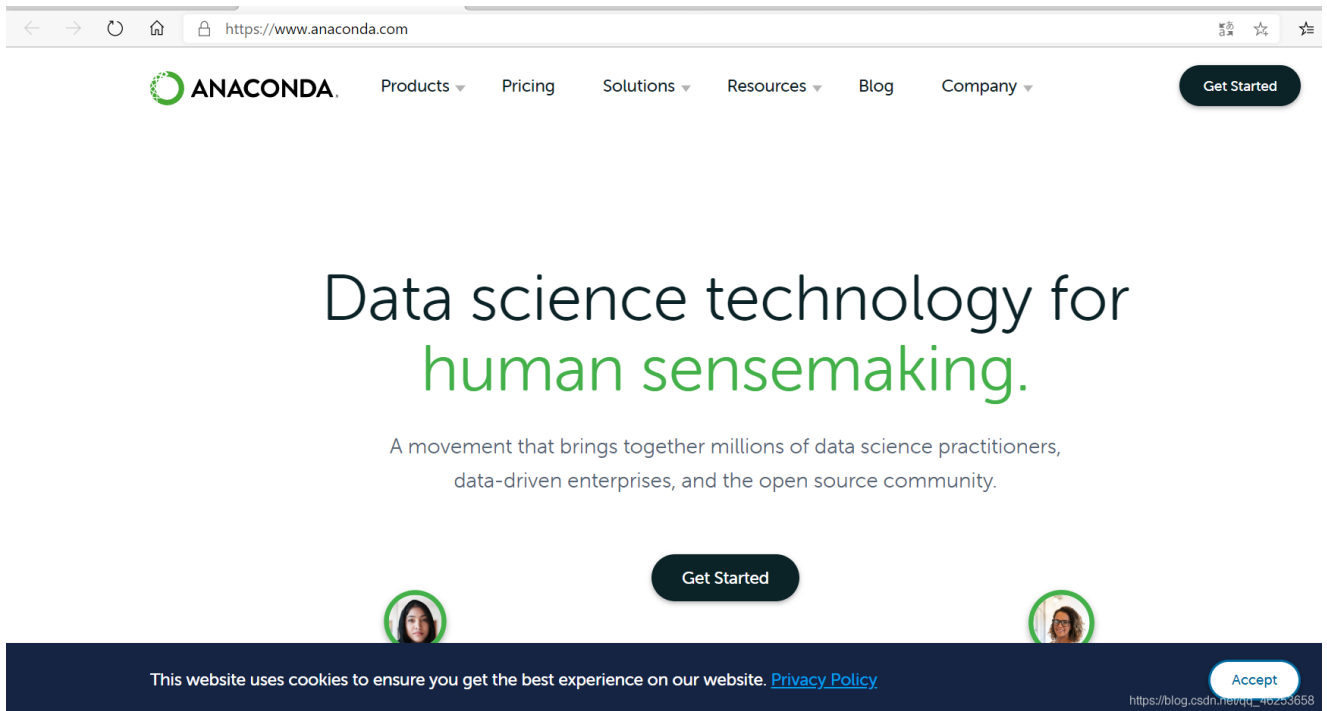 https://www.anaconda.com
ANACONDA.
Products
Pricing
Solutions
Resources
Blog
Company
Get Started
Data science technology for
human sensemaking.
A movement that brings together millions of data science practitioners,
data-driven enterprises, and the open source community.
Get Started
This website uses cookies to ensure you get the best experience on our website. Privacy Policy
Accept
https://blog.csdn.net/qq_46253658